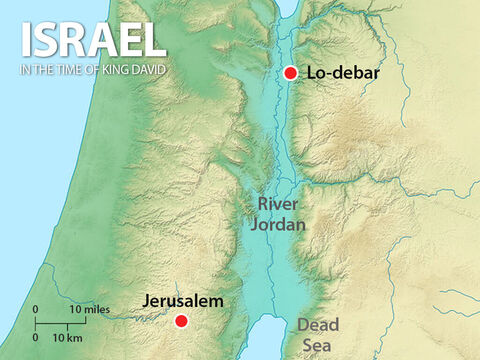 ISRAEL
IN THE TIME OF KING DAVID
Lo-debar
River
Jordan
Jerusalem
0 10 miles
0 10 km
Dead
Sea